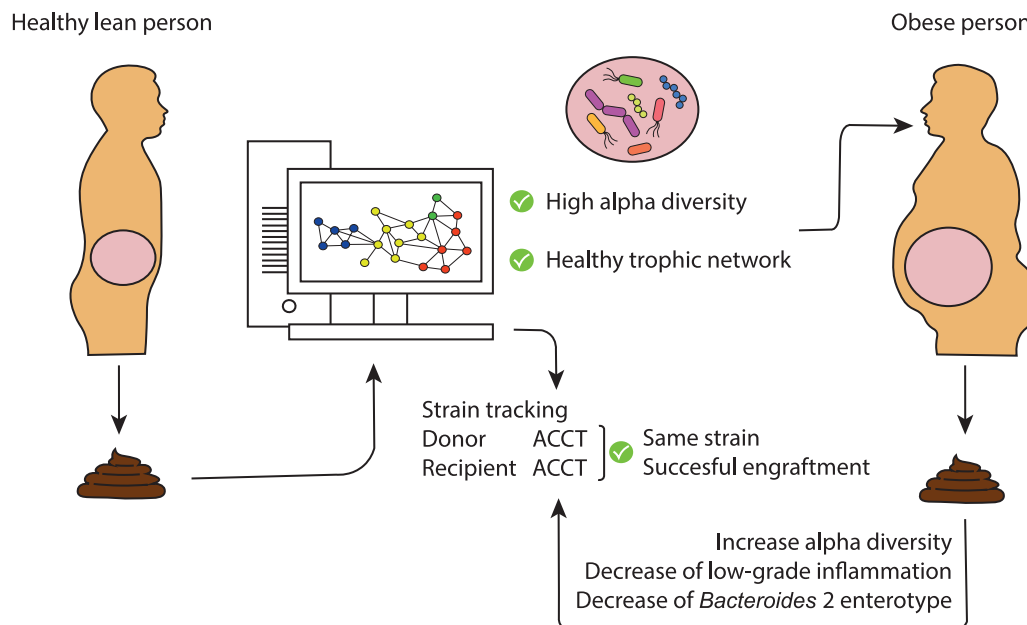 Healthy lean person
Obese person
High alpha diversity
Healthy trophic network
Strain tracking
Donor ACCT
Recipient ACCT
Same strain
Succesful engraftment
Increase alpha diversity
Decrease of low-grade inflammation
Decrease of Bacteroides 2 enterotype